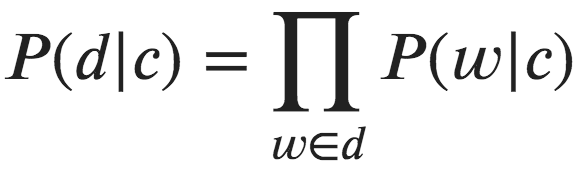 P(d|c) = ∏ P(w|c)
w∈d